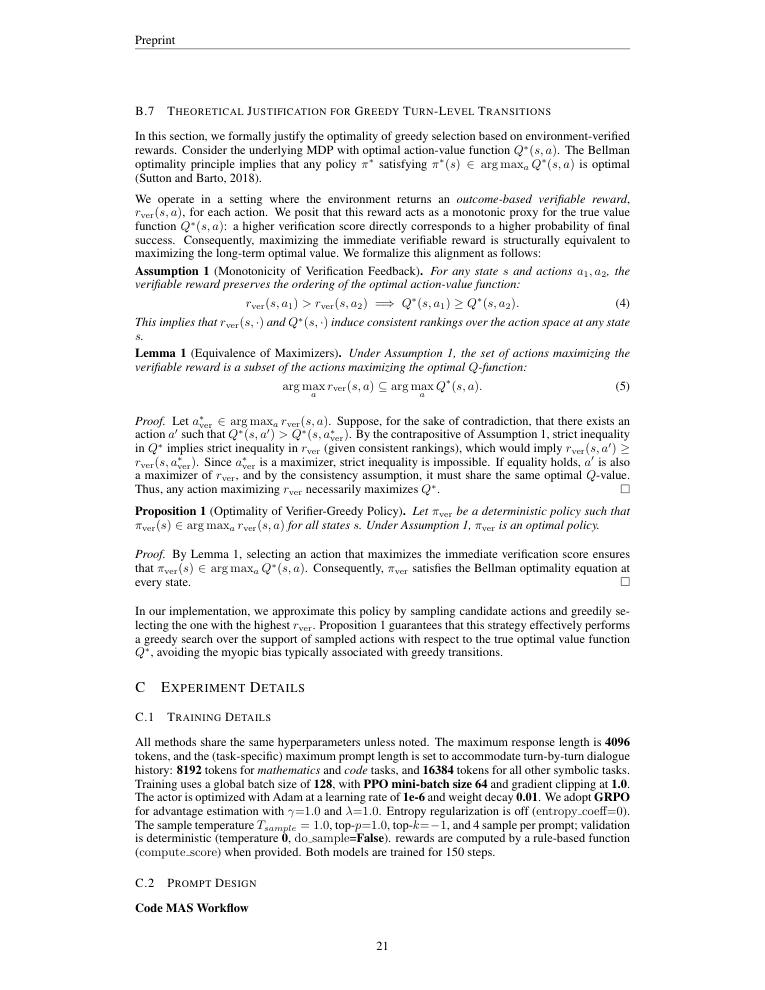 Preprint
B.7 THEORETICAL JUSTIFICATION FOR GREEDY TURN-LEVEL TRANSITIONS
In this section, we formally justify the optimality of greedy selection based on environment-verified
rewards. Consider the underlying MDP with optimal action-value function Q*(s, a). The Bellman
optimality principle implies that any policy π* satisfying π*(s) ∈ arg maxₐ Q*(s, a) is optimal
(Sutton and Barto, 2018).
We operate in a setting where the environment returns an outcome-based verifiable reward,
r_ver(s, a), for each action. We posit that this reward acts as a monotonic proxy for the true value
function Q*(s, a): a higher verification score directly corresponds to a higher probability of final
success. Consequently, maximizing the immediate verifiable reward is structurally equivalent to
maximizing the long-term optimal value. We formalize this alignment as follows:
Assumption 1 (Monotonicity of Verification Feedback). For any state s and actions a₁, a₂, the
verifiable reward preserves the ordering of the optimal action-value function:
r_ver(s, a₁) > r_ver(s, a₂) ⟹ Q*(s, a₁) ≥ Q*(s, a₂). (4)
This implies that r_ver(s, ·) and Q*(s, ·) induce consistent rankings over the action space at any state
s.
Lemma 1 (Equivalence of Maximizers). Under Assumption 1, the set of actions maximizing the
verifiable reward is a subset of the actions maximizing the optimal Q-function:
arg maxₐ r_ver(s, a) ⊆ arg maxₐ Q*(s, a). (5)
Proof. Let a*_ver ∈ arg maxₐ r_ver(s, a). Suppose, for the sake of contradiction, that there exists an
action a′ such that Q*(s, a′) > Q*(s, a*_ver). By the contrapositive of Assumption 1, strict inequality
in Q* implies strict inequality in r_ver (given consistent rankings), which would imply r_ver(s, a′) ≥
r_ver(s, a*_ver). Since a*_ver is a maximizer, strict inequality is impossible. If equality holds, a′ is also
a maximizer of r_ver, and by the consistency assumption, it must share the same optimal Q-value.
Thus, any action maximizing r_ver necessarily maximizes Q*. □
Proposition 1 (Optimality of Verifier-Greedy Policy). Let π_ver be a deterministic policy such that
π_ver(s) ∈ arg maxₐ r_ver(s, a) for all states s. Under Assumption 1, π_ver is an optimal policy.
Proof. By Lemma 1, selecting an action that maximizes the immediate verification score ensures
that π_ver(s) ∈ arg maxₐ Q*(s, a). Consequently, π_ver satisfies the Bellman optimality equation at
every state. □
In our implementation, we approximate this policy by sampling candidate actions and greedily se-
lecting the one with the highest r_ver. Proposition 1 guarantees that this strategy effectively performs
a greedy search over the support of sampled actions with respect to the true optimal value function
Q*, avoiding the myopic bias typically associated with greedy transitions.
C EXPERIMENT DETAILS
C.1 TRAINING DETAILS
All methods share the same hyperparameters unless noted. The maximum response length is 4096
tokens, and the (task-specific) maximum prompt length is set to accommodate turn-by-turn dialogue
history: 8192 tokens for mathematics and code tasks, and 16384 tokens for all other symbolic tasks.
Training uses a global batch size of 128, with PPO mini-batch size 64 and gradient clipping at 1.0.
The actor is optimized with Adam at a learning rate of 1e-6 and weight decay 0.01. We adopt GRPO
for advantage estimation with γ=1.0 and λ=1.0. Entropy regularization is off (entropy_coeff=0).
The sample temperature T_sample = 1.0, top-p=1.0, top-k=−1, and 4 sample per prompt; validation
is deterministic (temperature 0, do_sample=False). rewards are computed by a rule-based function
(compute_score) when provided. Both models are trained for 150 steps.
C.2 PROMPT DESIGN
Code MAS Workflow
21